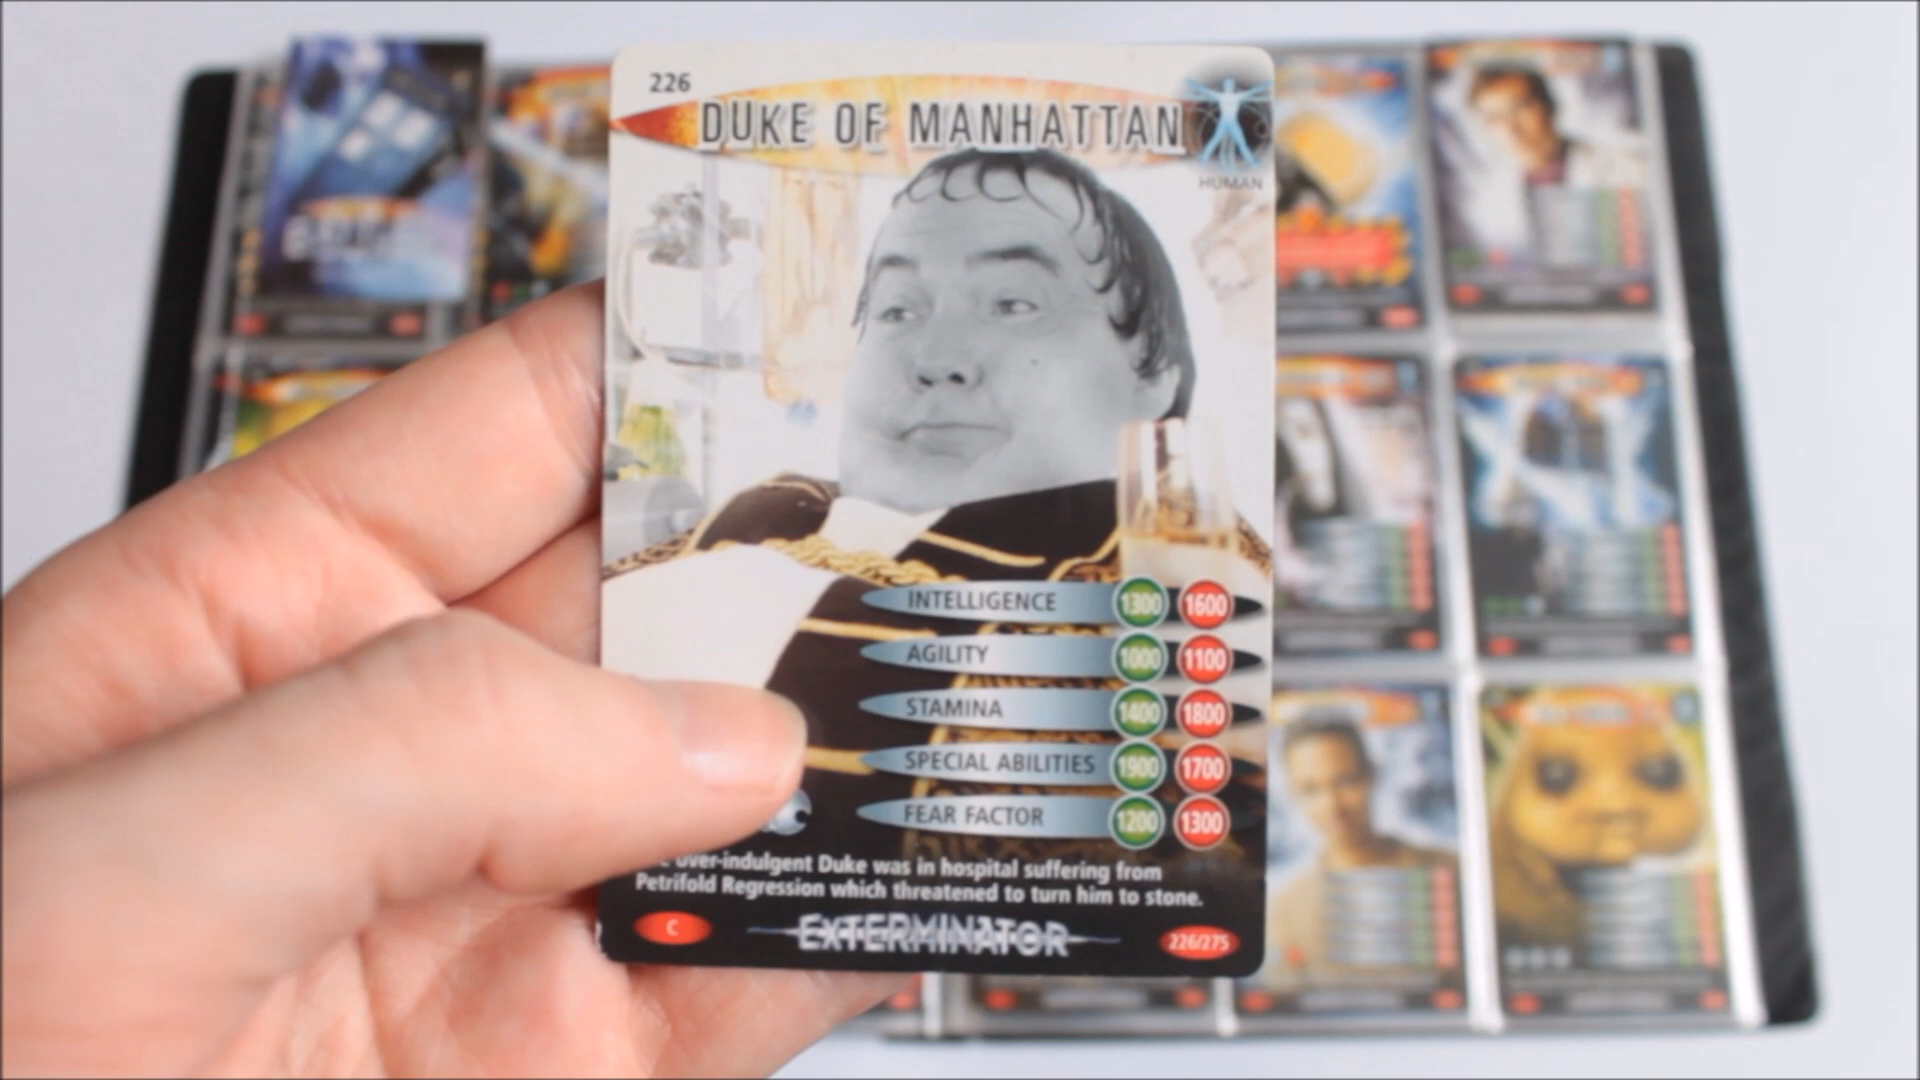 226
DUKE OF MANHATTAN
HUMAN
INTELLIGENCE 1300 1600
AGILITY 1000 1100
STAMINA 1400 1800
SPECIAL ABILITIES 1900 1700
FEAR FACTOR 1200 1300
over-indulgent Duke was in hospital suffering from
Petrifold Regression which threatened to turn him to stone.
C EXTERMINATOR 226/275